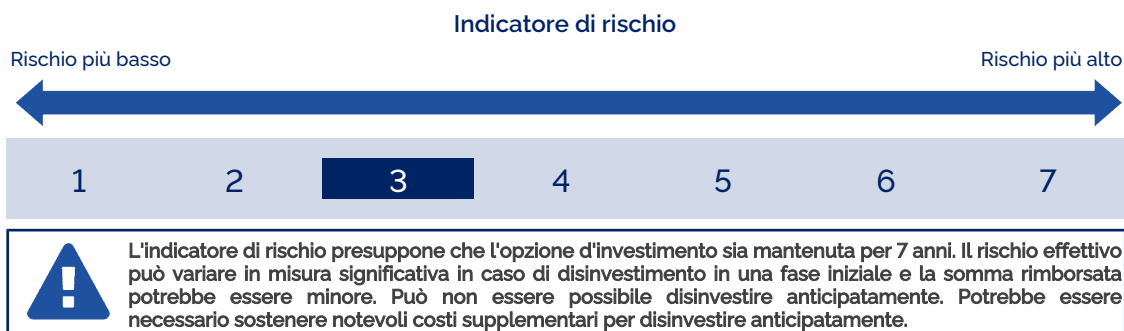 Indicatore di rischio
Rischio più basso
Rischio più alto
1 2 3 4 5 6 7
L'indicatore di rischio presuppone che l'opzione d'investimento sia mantenuta per 7 anni. Il rischio effettivo
può variare in misura significativa in caso di disinvestimento in una fase iniziale e la somma rimborsata
potrebbe essere minore. Può non essere possibile disinvestire anticipatamente. Potrebbe essere
necessario sostenere notevoli costi supplementari per disinvestire anticipatamente.